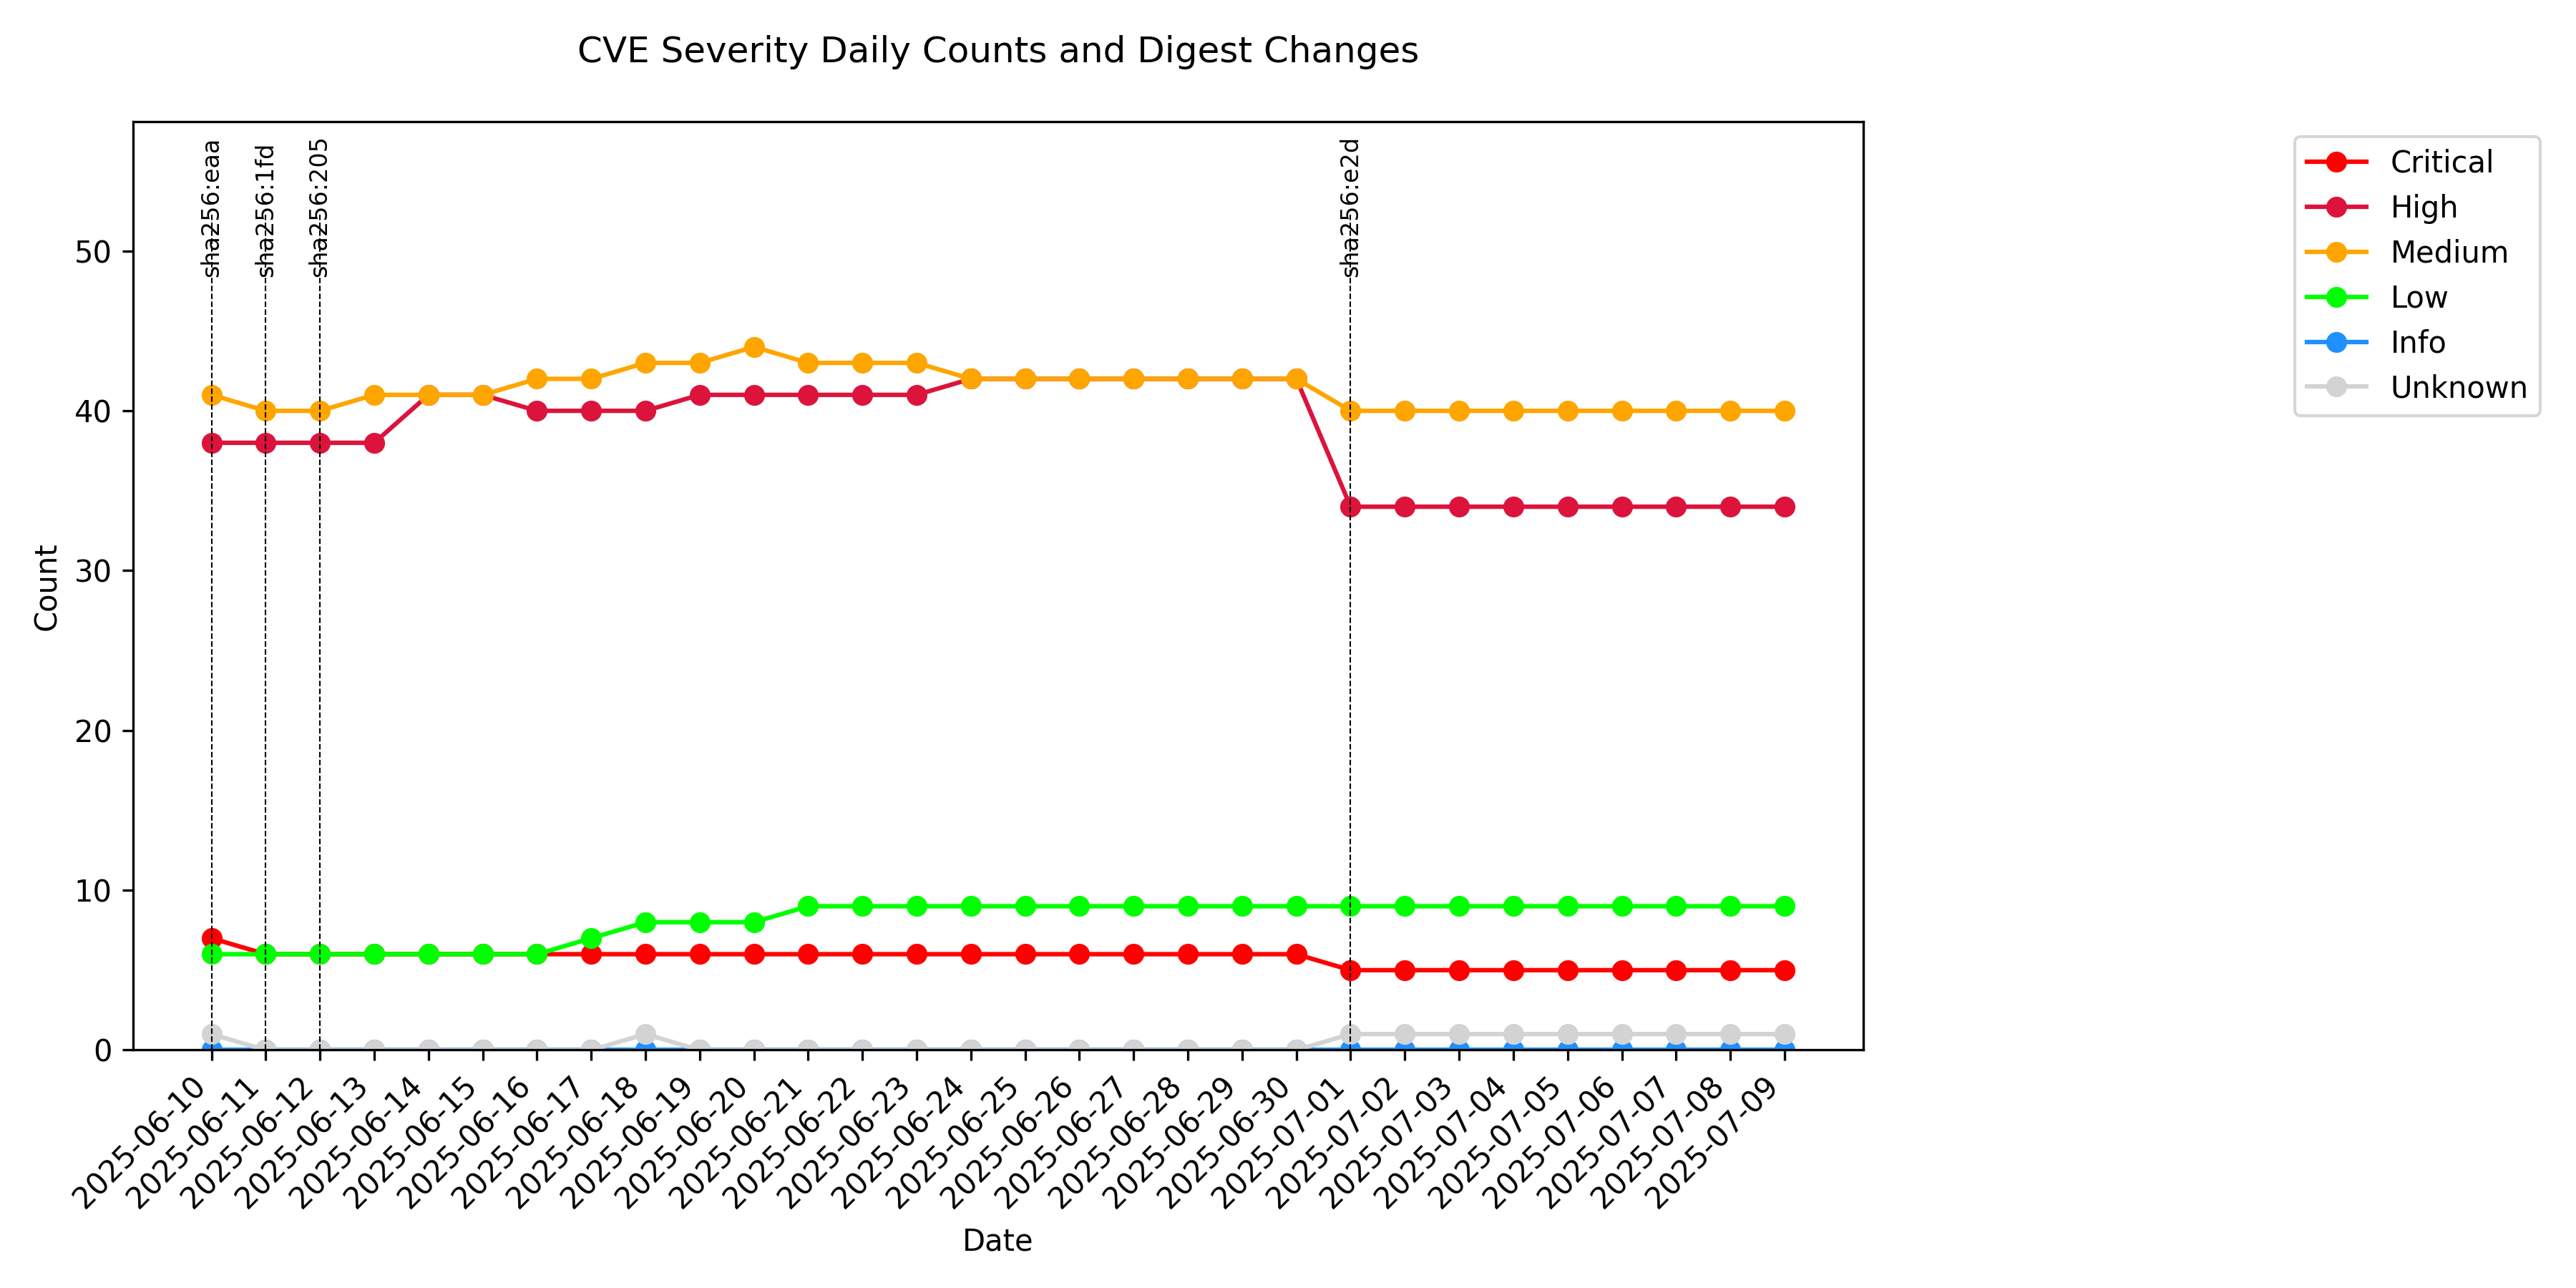 CVE Severity Daily Counts and Digest Changes
sha256:eaa
sha256:1fd
sha256:205
sha256:e2d
Critical
High
Medium
Low
Info
Unknown
Count
50
40
30
20
10
0
2025-06-10
2025-06-11
2025-06-12
2025-06-13
2025-06-14
2025-06-15
2025-06-16
2025-06-17
2025-06-18
2025-06-19
2025-06-20
2025-06-21
2025-06-22
2025-06-23
2025-06-24
2025-06-25
2025-06-26
2025-06-27
2025-06-28
2025-06-29
2025-06-30
2025-07-01
2025-07-02
2025-07-03
2025-07-04
2025-07-05
2025-07-06
2025-07-07
2025-07-08
2025-07-09
Date